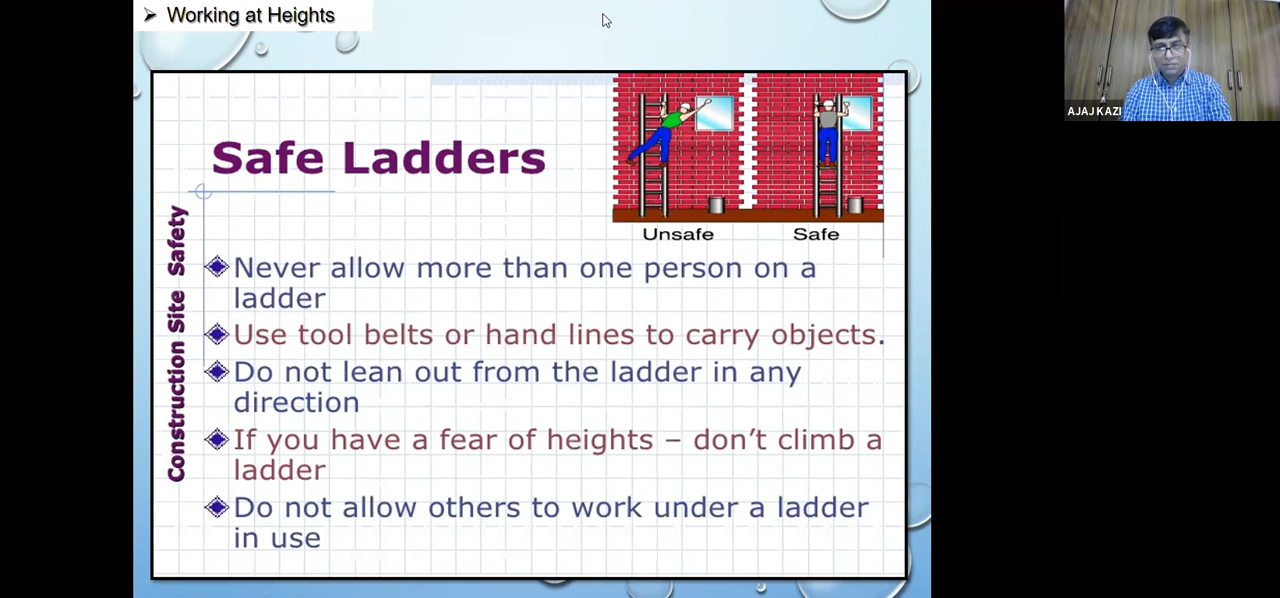 ➢ Working at Heights
AJAJ KAZI
Safe Ladders
Unsafe
Safe
Construction Site Safety
Never allow more than one person on a
ladder
Use tool belts or hand lines to carry objects.
Do not lean out from the ladder in any
direction
If you have a fear of heights – don’t climb a
ladder
Do not allow others to work under a ladder
in use